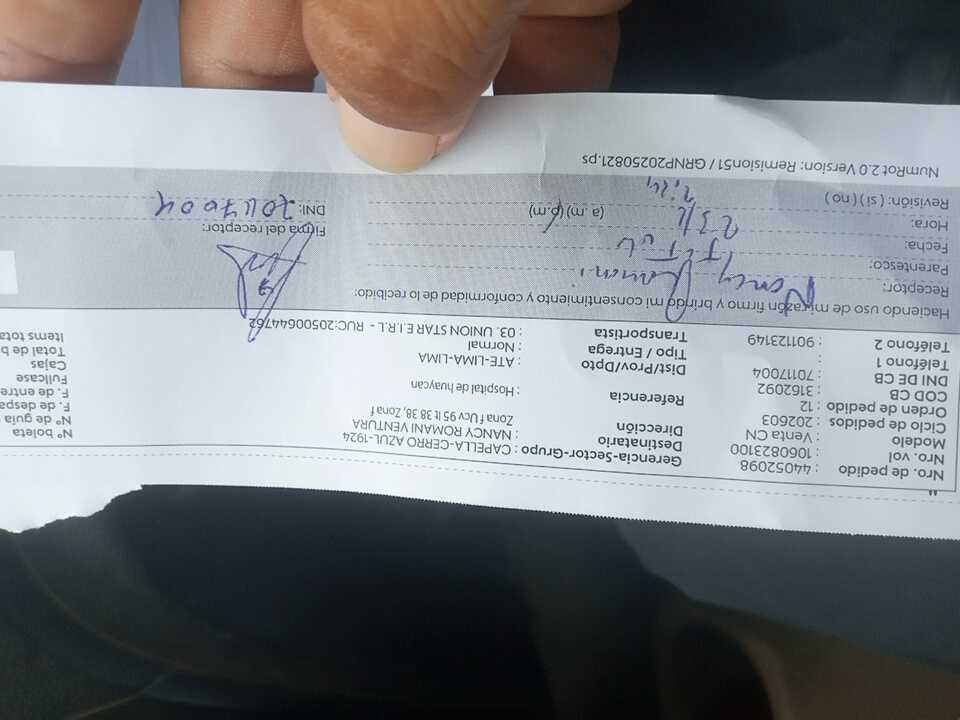 Nro. de pedido : 44052098 Gerencia-Sector-Grupo : CAPELLA-CERRO AZUL-1924
Nro. vol : 1060823100 Destinatario : NANCY ROMANI VENTURA Nº boleta
Modelo : Venta CN Dirección Zona f Ucv 95 lt 38 38, Zona f Nº de guía
Ciclo de pedidos : 202603 F. de despa
Orden de pedido : 12 Referencia : Hospital de huaycan F. de entre
COD CB : 3162092 Fullcase
DNI DE CB : 70117004 Dist/Prov/Dpto : ATE-LIMA-LIMA Cajas
Teléfono 1 : Tipo / Entrega : Normal Total de b
Teléfono 2 : 901123149 Transportista : 03. UNION STAR E.I.R.L - RUC:20500644762 Items tota
Haciendo uso de mi razón firmo y brindo mi consentimiento y conformidad de lo recibido:
Receptor: Nancy Romani
Parentesco: Firma del receptor:
Fecha:
Hora: (a.m) (p.m) DNI: 70117004
Revisión: ( si ) ( no )
NumRot 2.0 Version: Remision51 / GRNP20250821.ps